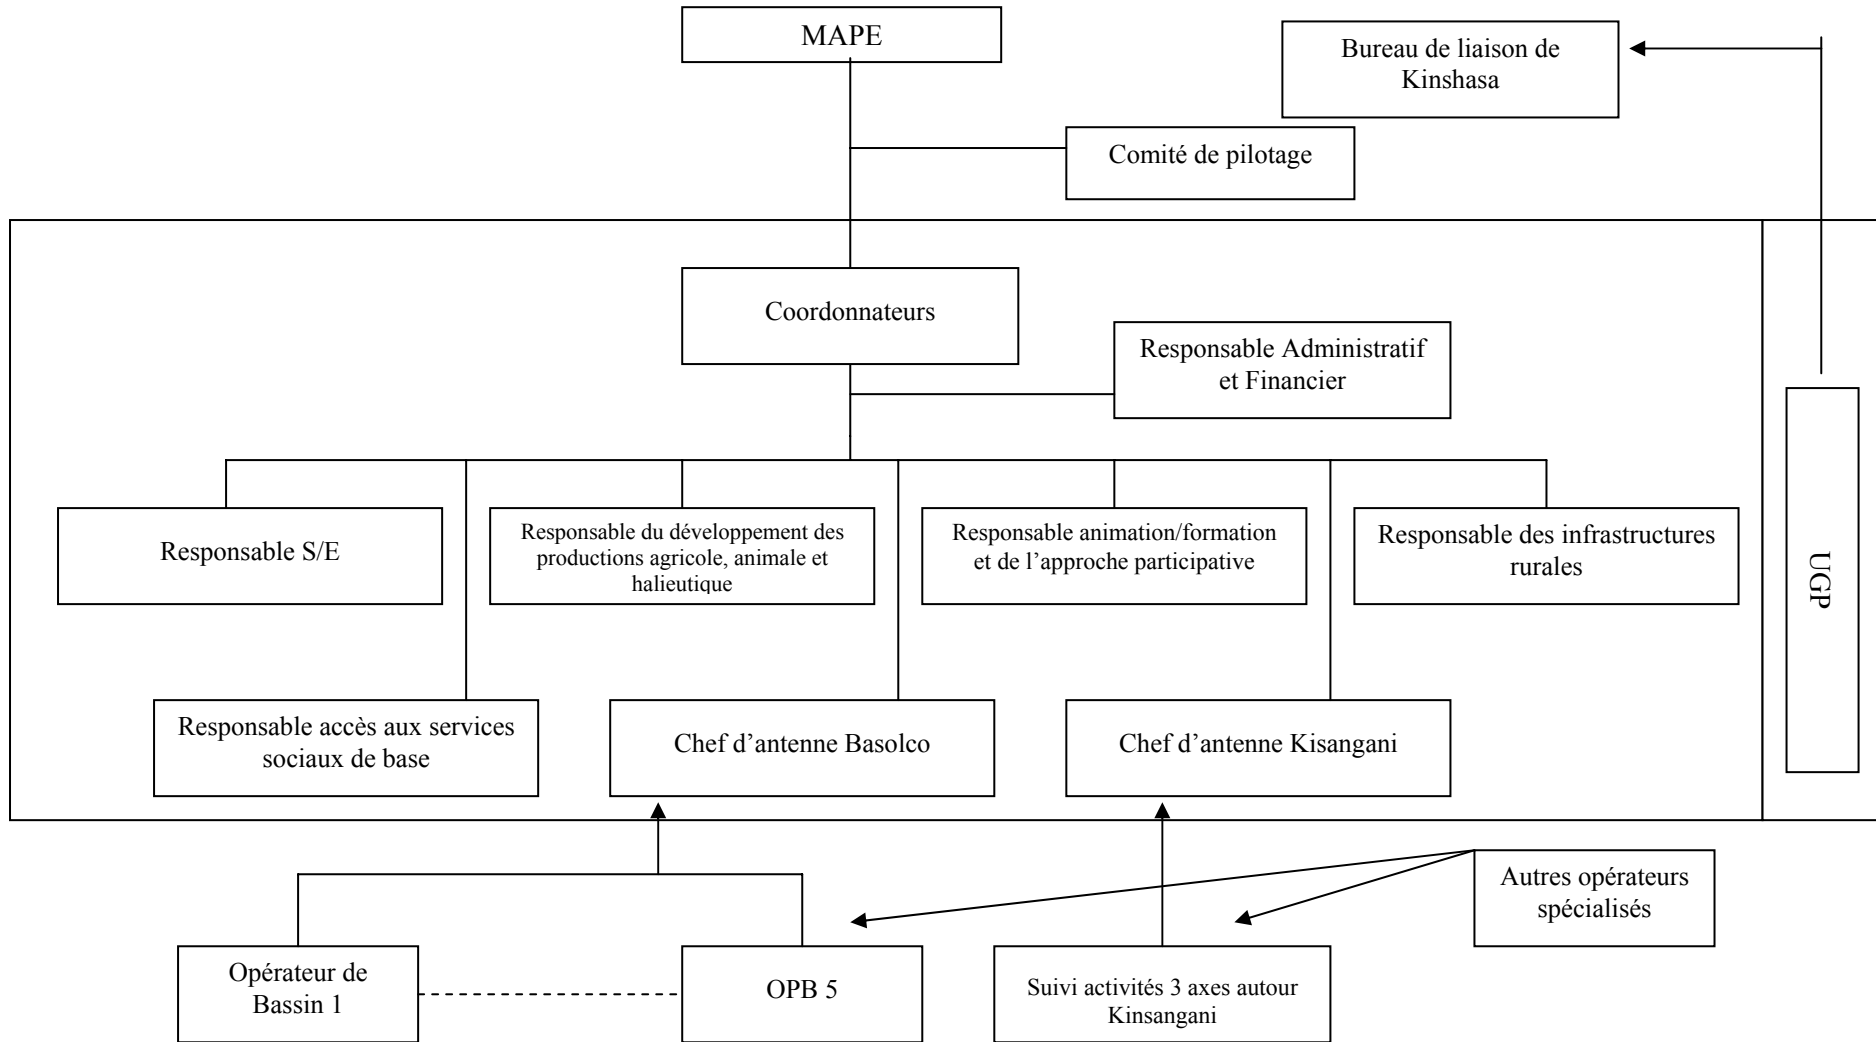 MAPE
Bureau de liaison de
Kinshasa
Comité de pilotage
Coordonnateurs
Responsable Administratif
et Financier
Responsable S/E
Responsable du développement des
productions agricole, animale et
halieutique
Responsable animation/formation
et de l’approche participative
Responsable des infrastructures
rurales
UGP
Responsable accès aux services
sociaux de base
Chef d’antenne Basolco
Chef d’antenne Kisangani
Autres opérateurs
spécialisés
Opérateur de
Bassin 1
OPB 5
Suivi activités 3 axes autour
Kinsangani